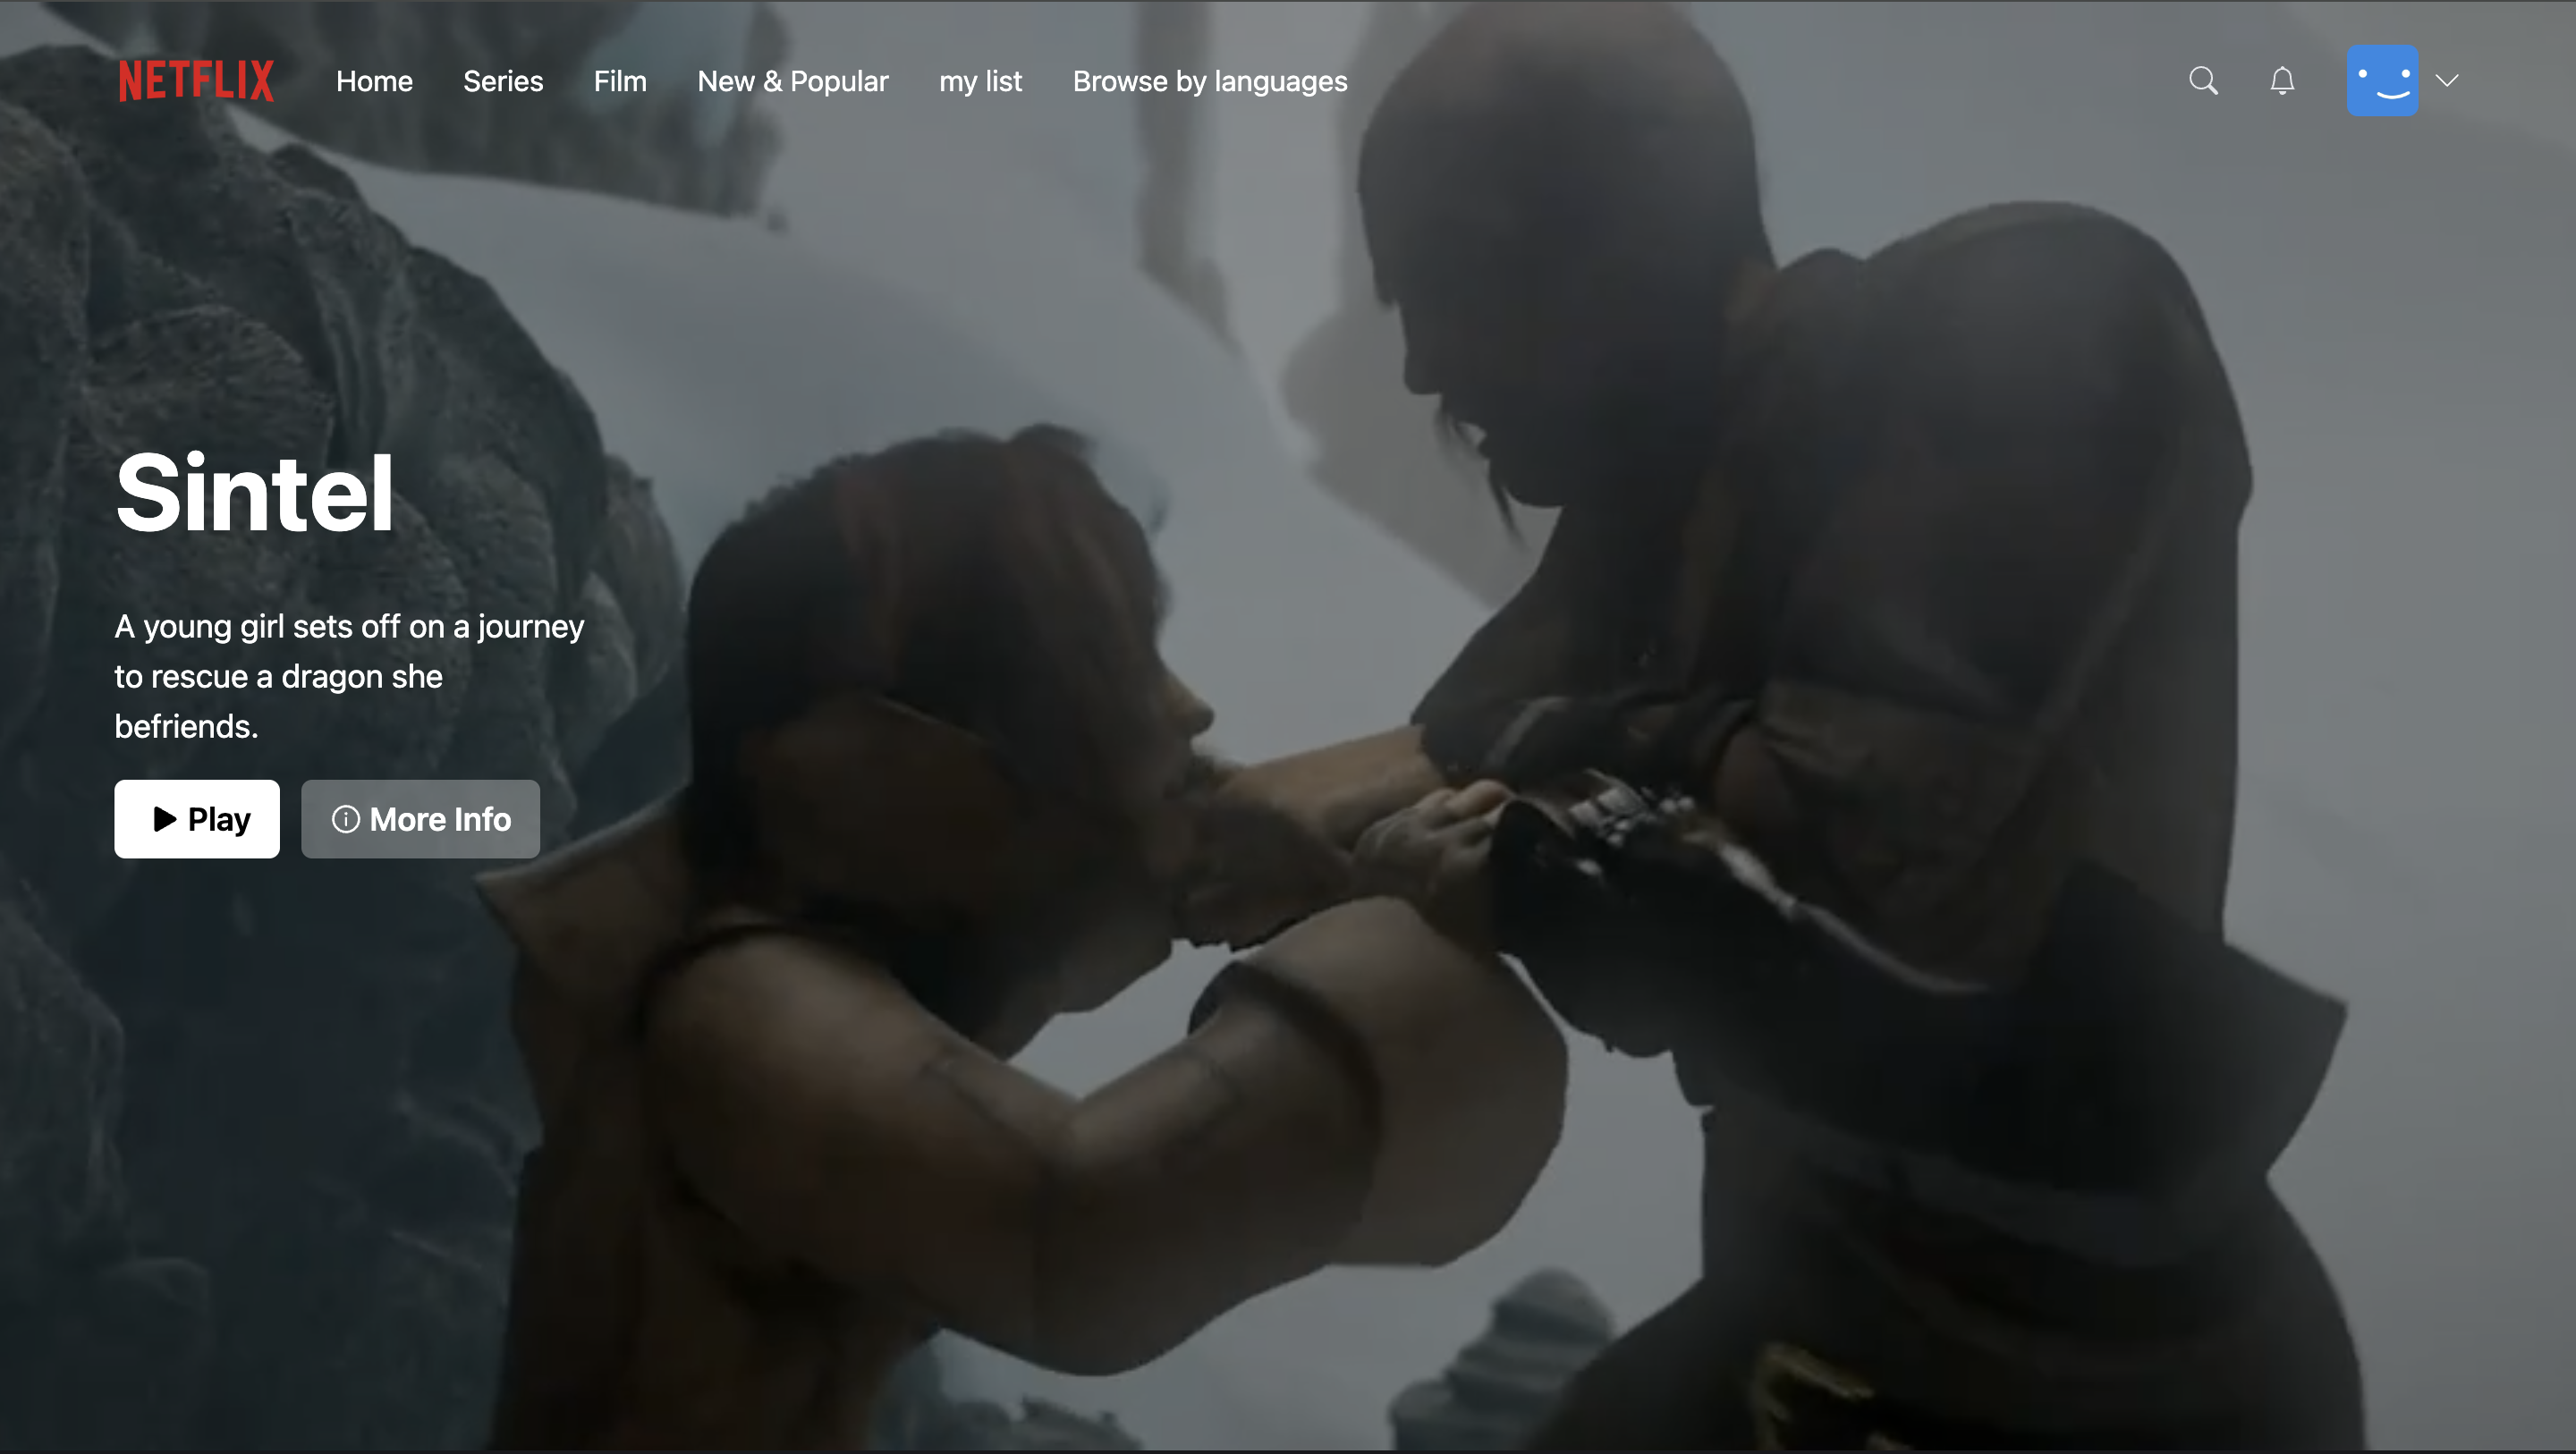 NETFLIX Home Series Film New & Popular my list Browse by languages
Sintel
A young girl sets off on a journey
to rescue a dragon she
befriends.
Play More Info